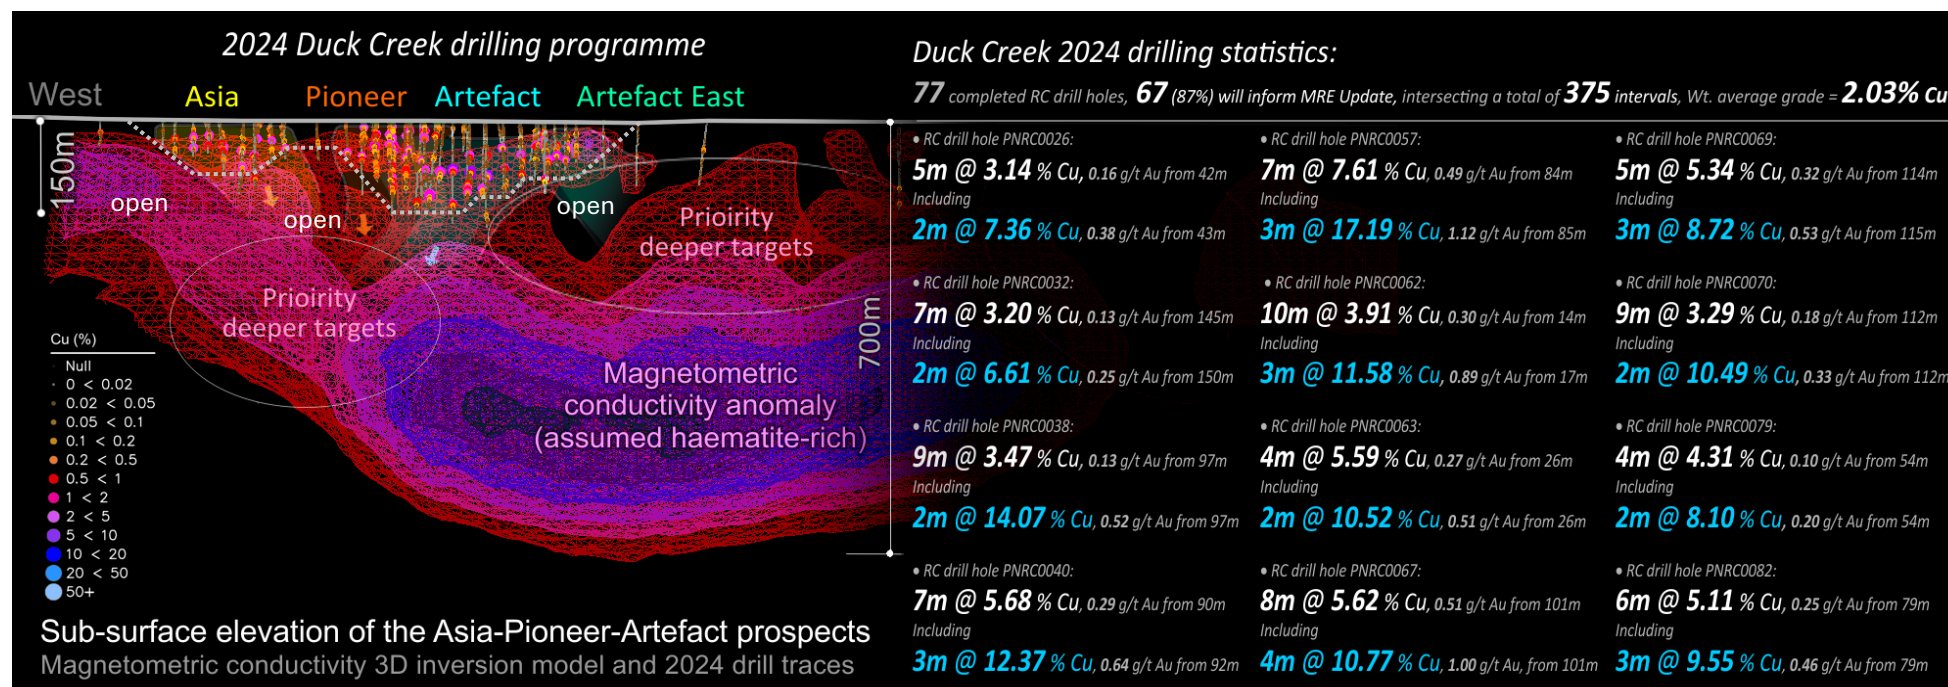 2024 Duck Creek drilling programme
West
Asia
Pioneer
Artefact
Artefact East
150m
open
open
open
Prioirity
deeper targets
Prioirity
deeper targets
700m
Magnetometric
conductivity anomaly
(assumed haematite-rich)
Cu (%)
Null
0 < 0.02
0.02 < 0.05
0.05 < 0.1
0.1 < 0.2
0.2 < 0.5
0.5 < 1
1 < 2
2 < 5
5 < 10
10 < 20
20 < 50
50+
Sub-surface elevation of the Asia-Pioneer-Artefact prospects
Magnetometric conductivity 3D inversion model and 2024 drill traces
Duck Creek 2024 drilling statistics:
77 completed RC drill holes, 67 (87%) will inform MRE Update, intersecting a total of 375 intervals, Wt. average grade = 2.03% Cu
• RC drill hole PNRC0026:
5m @ 3.14 % Cu, 0.16 g/t Au from 42m
Including
2m @ 7.36 % Cu, 0.38 g/t Au from 43m
• RC drill hole PNRC0032:
7m @ 3.20 % Cu, 0.13 g/t Au from 145m
Including
2m @ 6.61 % Cu, 0.25 g/t Au from 150m
• RC drill hole PNRC0038:
9m @ 3.47 % Cu, 0.13 g/t Au from 97m
Including
2m @ 14.07 % Cu, 0.52 g/t Au from 97m
• RC drill hole PNRC0040:
7m @ 5.68 % Cu, 0.29 g/t Au from 90m
Including
3m @ 12.37 % Cu, 0.64 g/t Au from 92m
• RC drill hole PNRC0057:
7m @ 7.61 % Cu, 0.49 g/t Au from 84m
Including
3m @ 17.19 % Cu, 1.12 g/t Au from 85m
• RC drill hole PNRC0062:
10m @ 3.91 % Cu, 0.30 g/t Au from 14m
Including
3m @ 11.58 % Cu, 0.89 g/t Au from 17m
• RC drill hole PNRC0063:
4m @ 5.59 % Cu, 0.27 g/t Au from 26m
Including
2m @ 10.52 % Cu, 0.51 g/t Au from 26m
• RC drill hole PNRC0067:
8m @ 5.62 % Cu, 0.51 g/t Au from 101m
Including
4m @ 10.77 % Cu, 1.00 g/t Au, from 101m
• RC drill hole PNRC0069:
5m @ 5.34 % Cu, 0.32 g/t Au from 114m
Including
3m @ 8.72 % Cu, 0.53 g/t Au from 115m
• RC drill hole PNRC0070:
9m @ 3.29 % Cu, 0.18 g/t Au from 112m
Including
2m @ 10.49 % Cu, 0.33 g/t Au from 112m
• RC drill hole PNRC0079:
4m @ 4.31 % Cu, 0.10 g/t Au from 54m
Including
2m @ 8.10 % Cu, 0.20 g/t Au from 54m
• RC drill hole PNRC0082:
6m @ 5.11 % Cu, 0.25 g/t Au from 79m
Including
3m @ 9.55 % Cu, 0.46 g/t Au from 79m